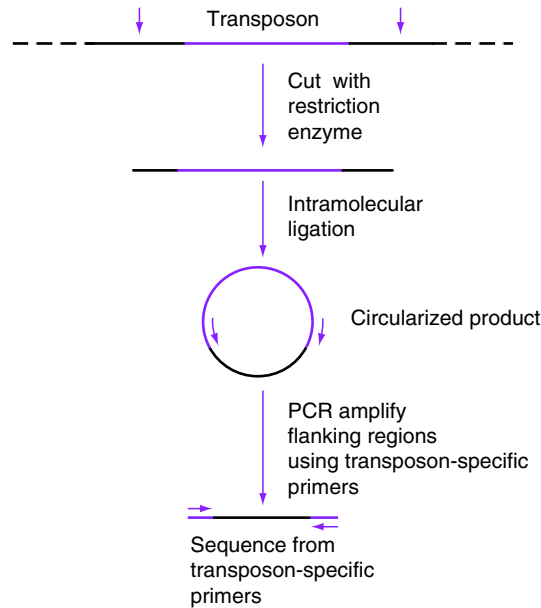 Transposon
Cut with
restriction
enzyme
Intramolecular
ligation
Circularized product
PCR amplify
flanking regions
using transposon-specific
primers
Sequence from
transposon-specific
primers